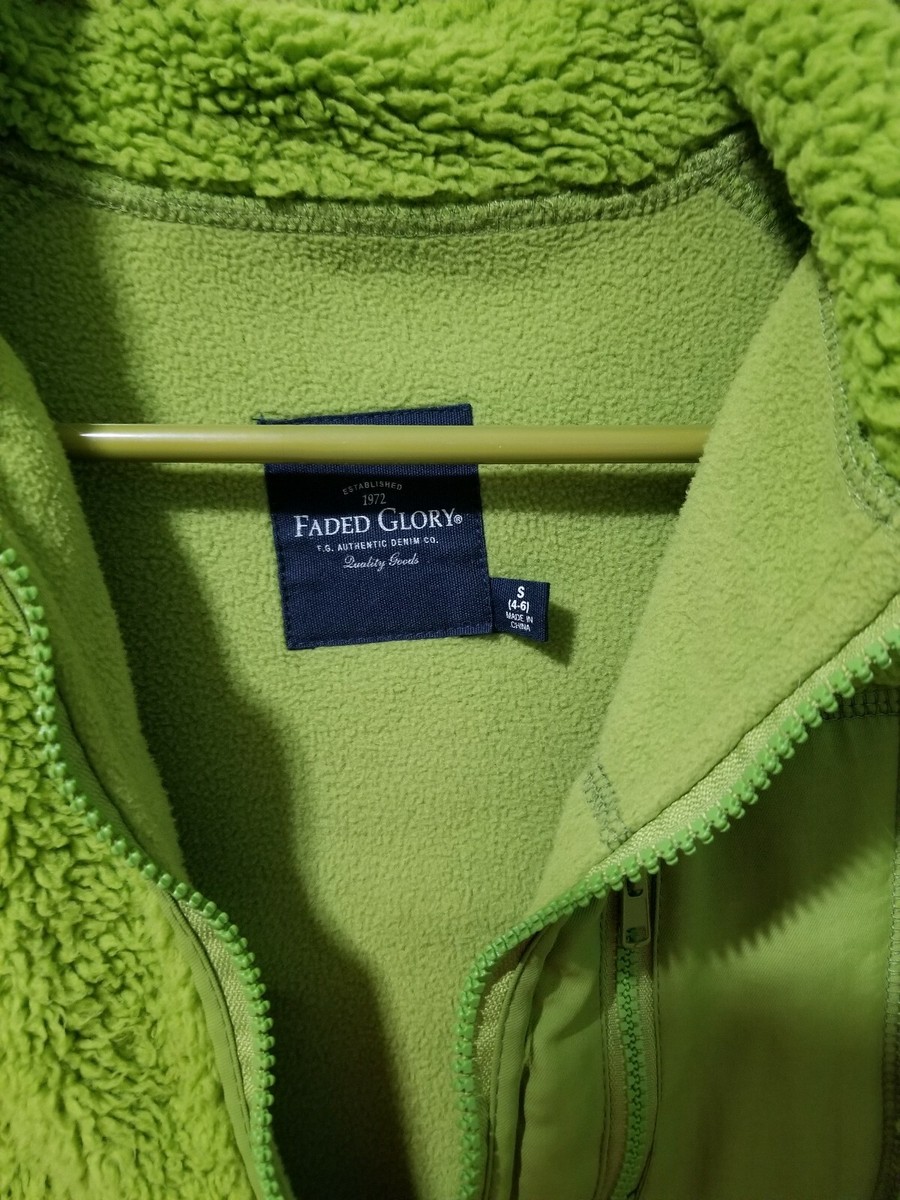 ESTABLISHED
1972
FADED GLORY®
F.G. AUTHENTIC DENIM CO.
Quality Goods
S
(4-6)
MADE IN
CHINA